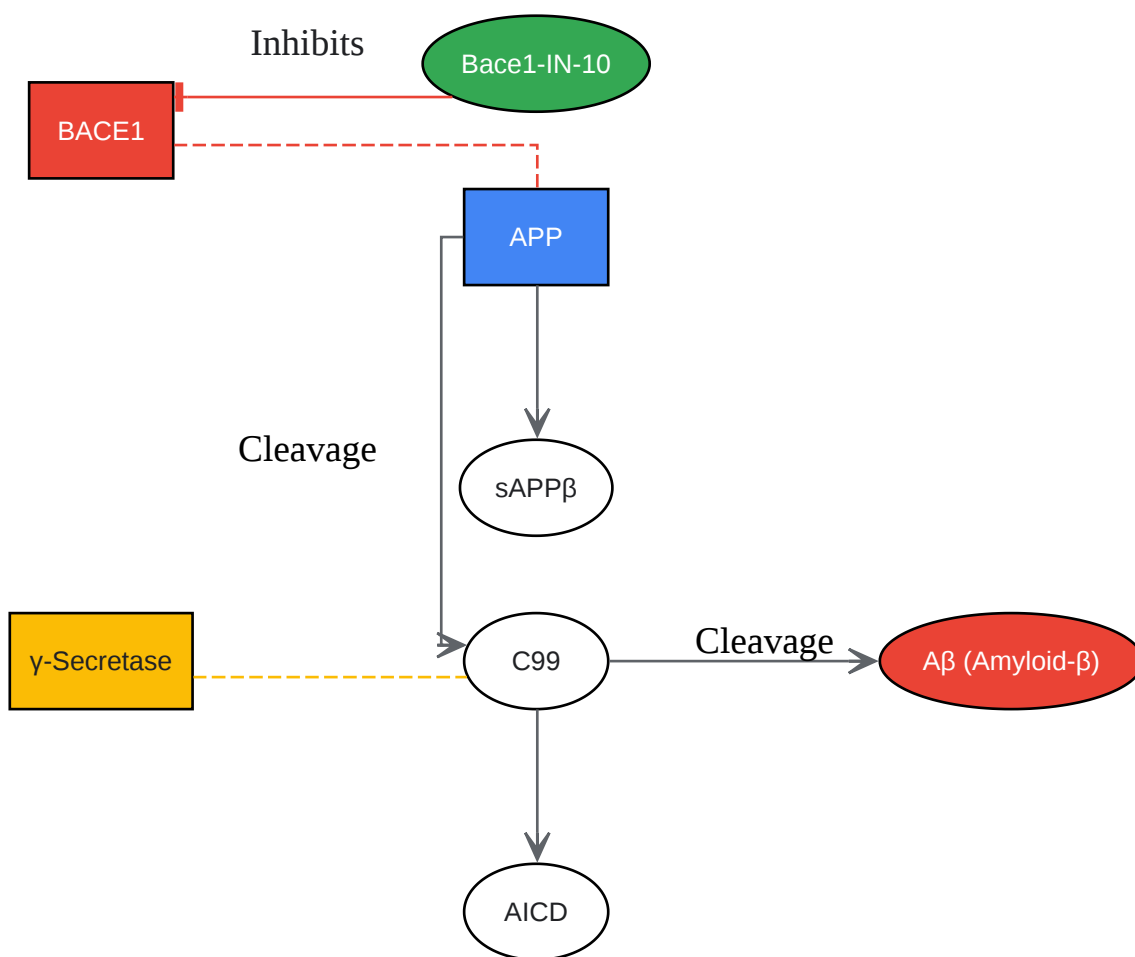 Inhibits
Bace1-IN-10
BACE1
APP
Cleavage
sAPPβ
γ-Secretase
C99
Cleavage
Aβ (Amyloid-β)
AICD